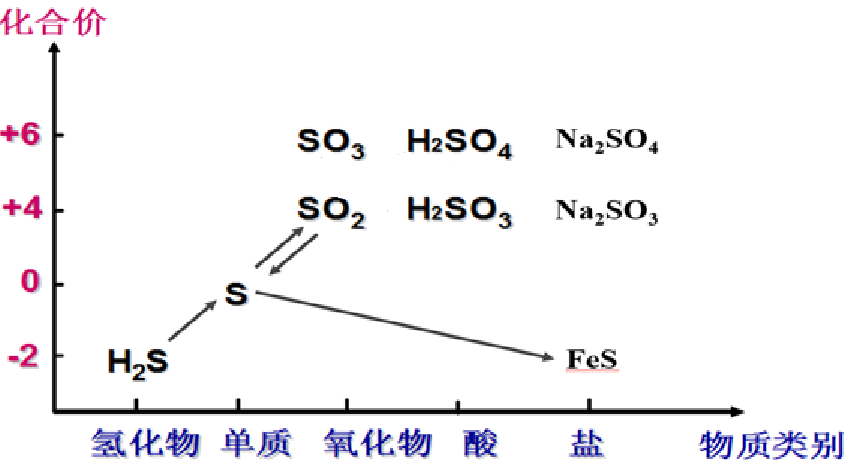 化合价
+6 SO₃ H₂SO₄ Na₂SO₄
+4 SO₂ H₂SO₃ Na₂SO₃
0 S
-2 H₂S FeS
氢化物 单质 氧化物 酸 盐 物质类别